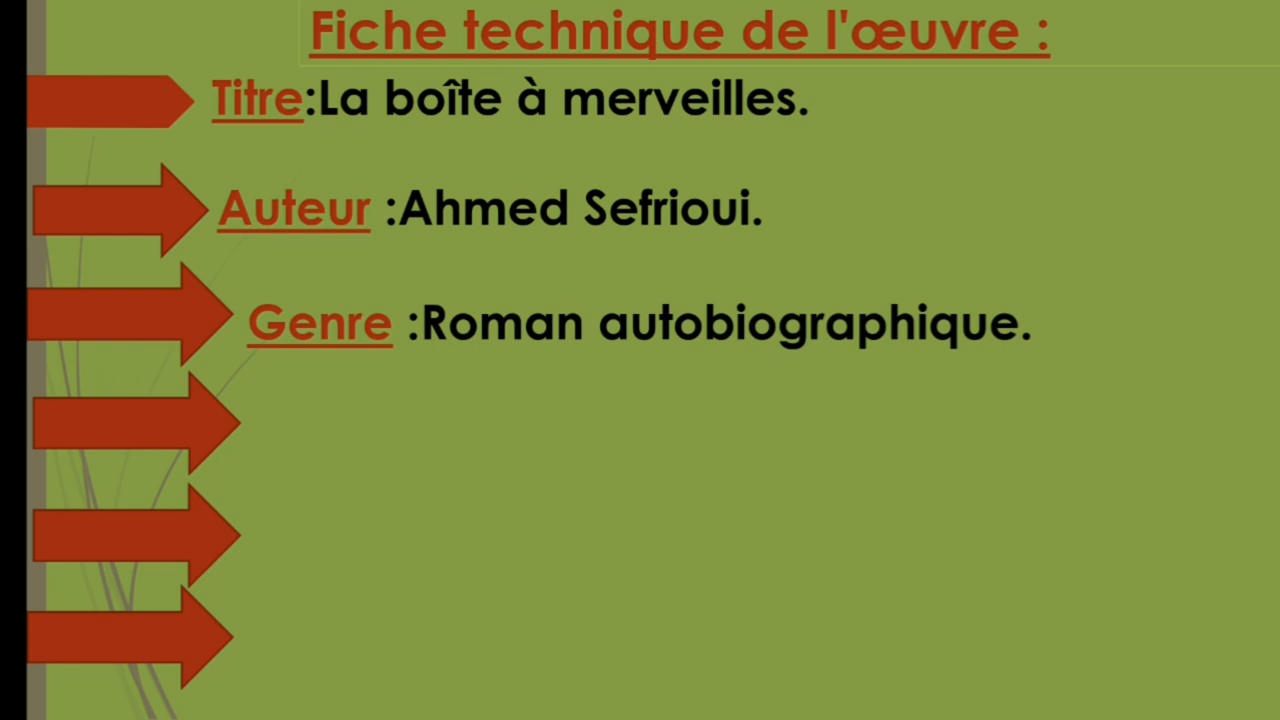 Fiche technique de l'œuvre :
Titre:La boîte à merveilles.
Auteur :Ahmed Sefrioui.
Genre :Roman autobiographique.